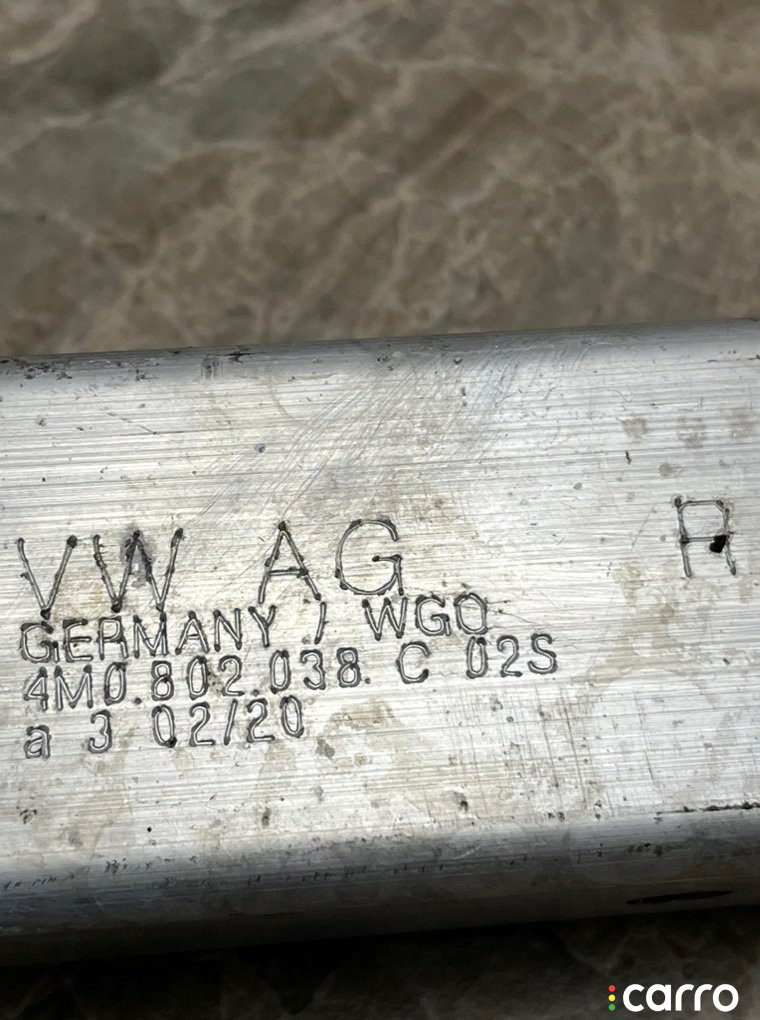 VW AG R
GERMANY ) WGO
4M0.802.038. C 02S
a 3 02/20
carro